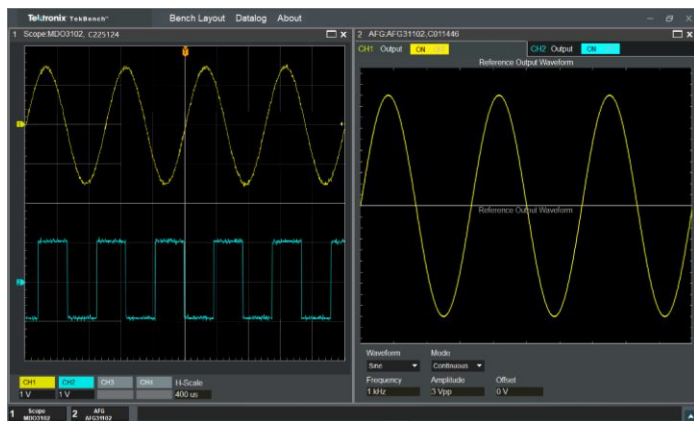 Tektronix TekBench™ Bench Layout Datalog About
1 Scope:MDO3102, C225124
2 AFG:AFG31102,C011446
CH1 Output ON
CH2 Output ON
Reference Output Waveform
Reference Output Waveform
Waveform Mode
Sine Continuous
Frequency Amplitude Offset
1 kHz 3 Vpp 0 V
CH1 CH2 CH3 CH4 H-Scale
1 V 1 V 400 us
1 Scope MDO3102 2 AFG AFG31102